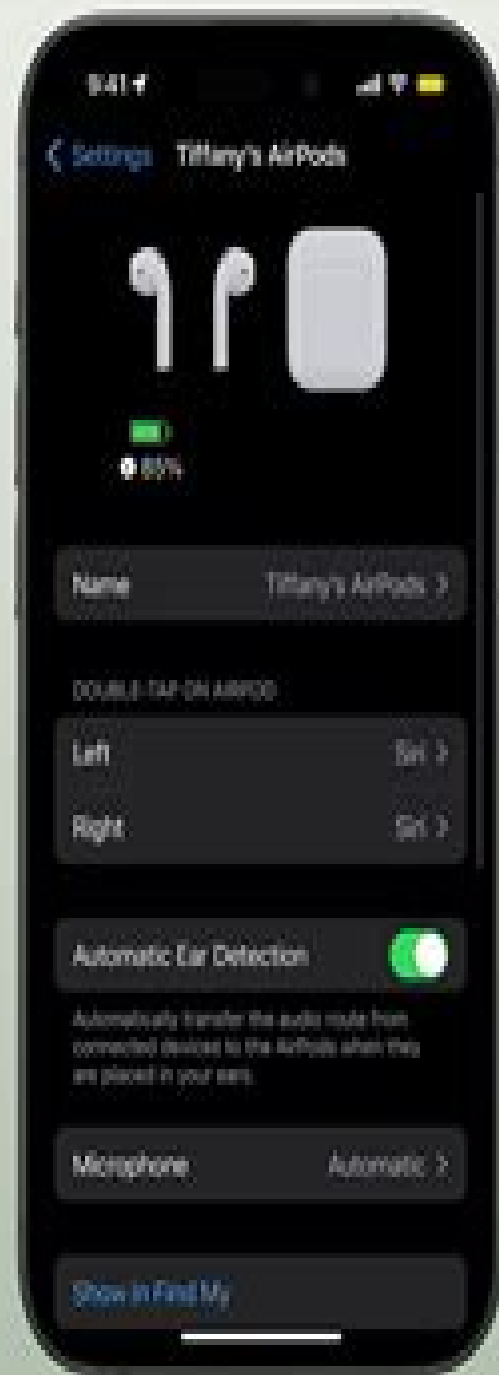 9:41
Settings Tiffany's AirPods
85%
Name Tiffany's AirPods
DOUBLE-TAP ON AIRPOD
Left Siri
Right Siri
Automatic Ear Detection
Automatically transfer the audio route from
connected devices to the AirPods when they
are placed in your ears.
Microphone Automatic
Show in Find My